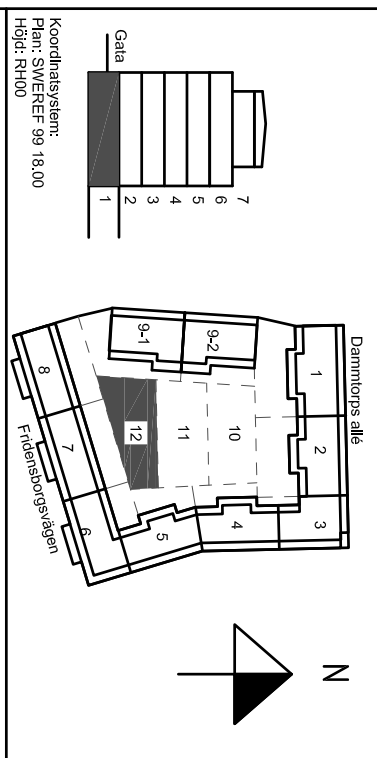 Koordinatsystem:
Plan: SWEREF 99 18.00
Höjd: RH00
Gata
1
2
3
4
5
6
7
Dammtorps allé
1
2
3
4
5
6
7
8
9-1
9-2
10
11
12
Fridensborgsvägen
N